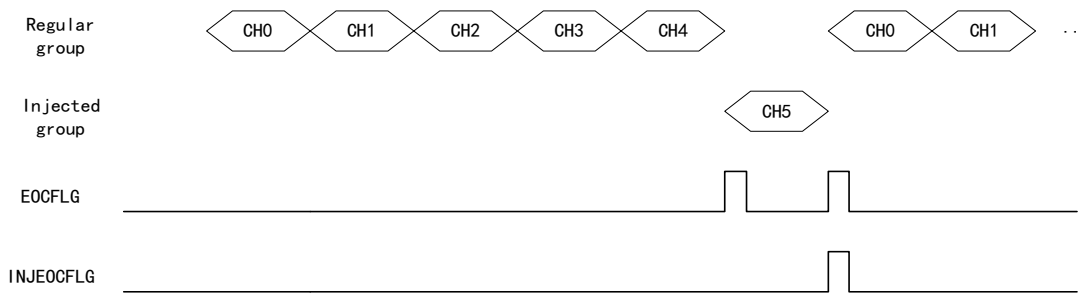 Regular
group
CH0 CH1 CH2 CH3 CH4 CH0 CH1 ..
Injected
group
CH5
EOCFLG
INJEOCFLG